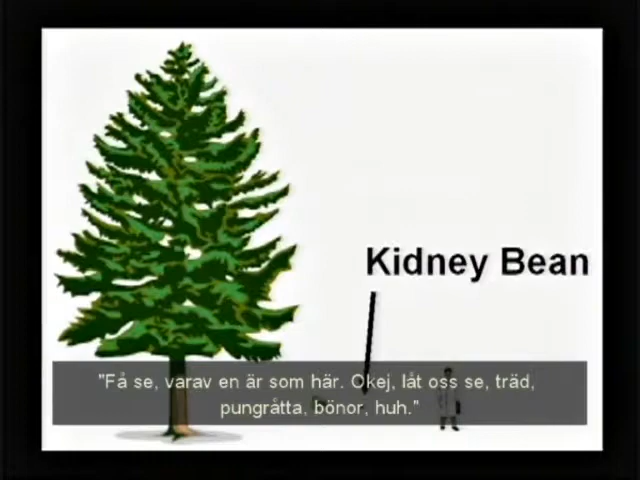 Kidney Bean
"Få se, varav en är som här. Okej, låt oss se, träd,
pungråtta, bönor, huh."